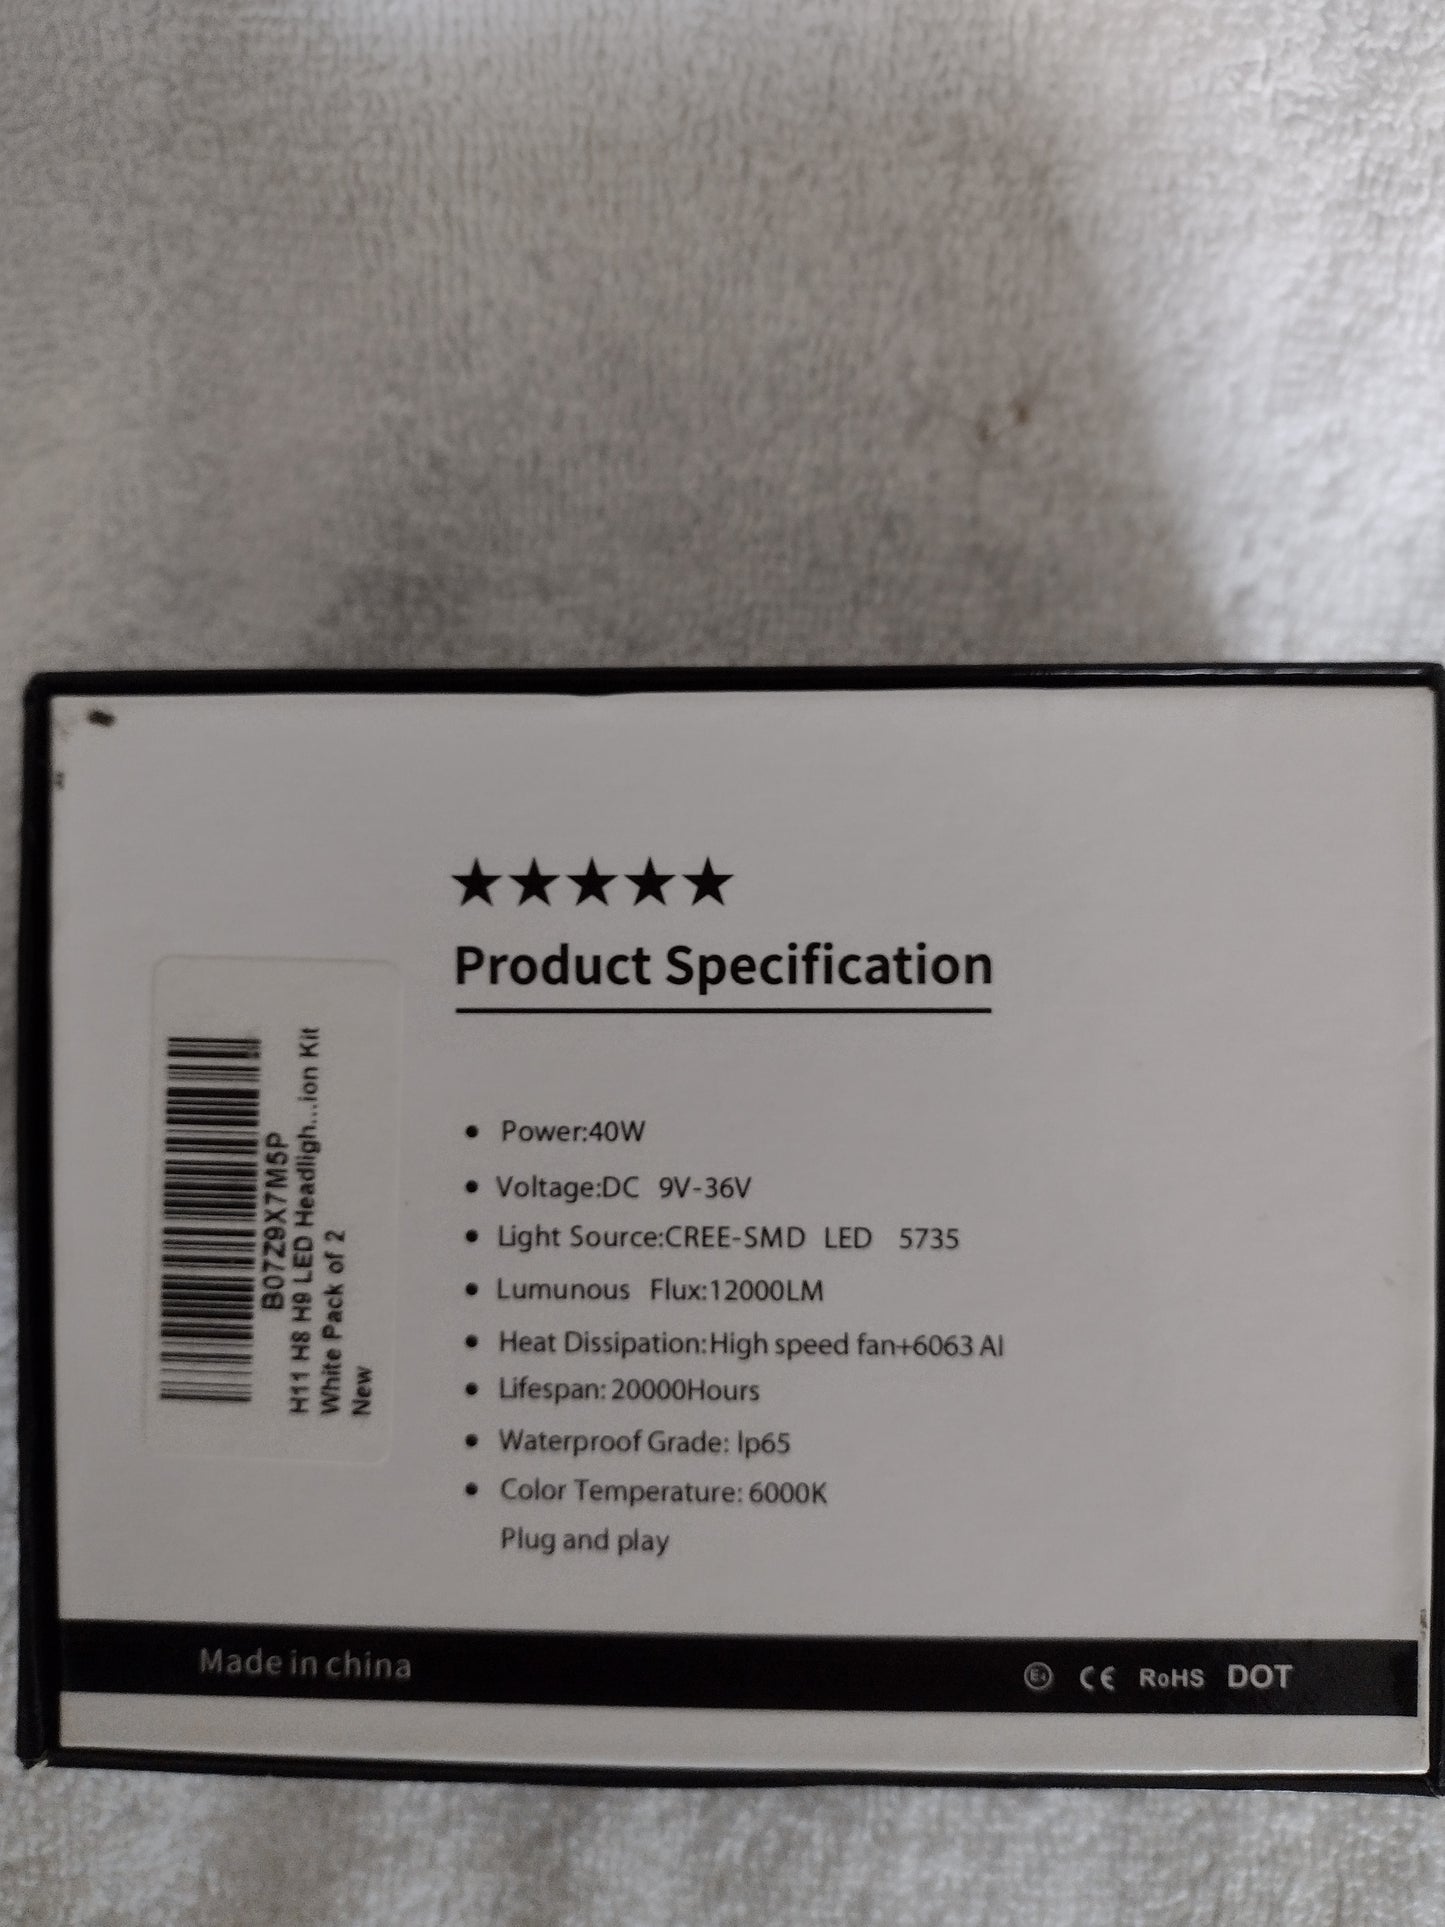 Product Specification
Power:40W
Voltage:DC 9V-36V
Light Source:CREE-SMD LED 5735
Lumunous Flux:12000LM
Heat Dissipation:High speed fan+6063 Al
Lifespan: 20000Hours
Waterproof Grade: Ip65
Color Temperature: 6000K
Plug and play
B07Z9X7M5P
H11 H8 H9 LED Headligh...ion Kit
White Pack of 2
New
Made in china
E4 CE RoHS DOT